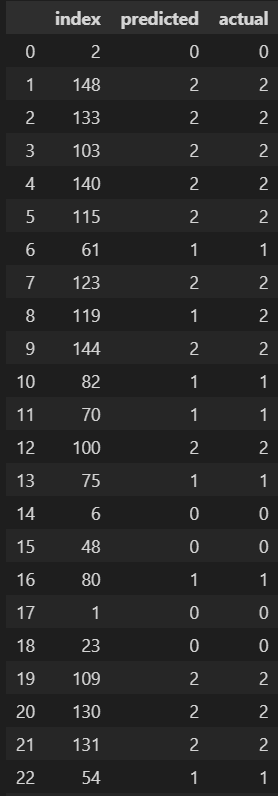 index predicted actual
0 2 0 0
1 148 2 2
2 133 2 2
3 103 2 2
4 140 2 2
5 115 2 2
6 61 1 1
7 123 2 2
8 119 1 2
9 144 2 2
10 82 1 1
11 70 1 1
12 100 2 2
13 75 1 1
14 6 0 0
15 48 0 0
16 80 1 1
17 1 0 0
18 23 0 0
19 109 2 2
20 130 2 2
21 131 2 2
22 54 1 1